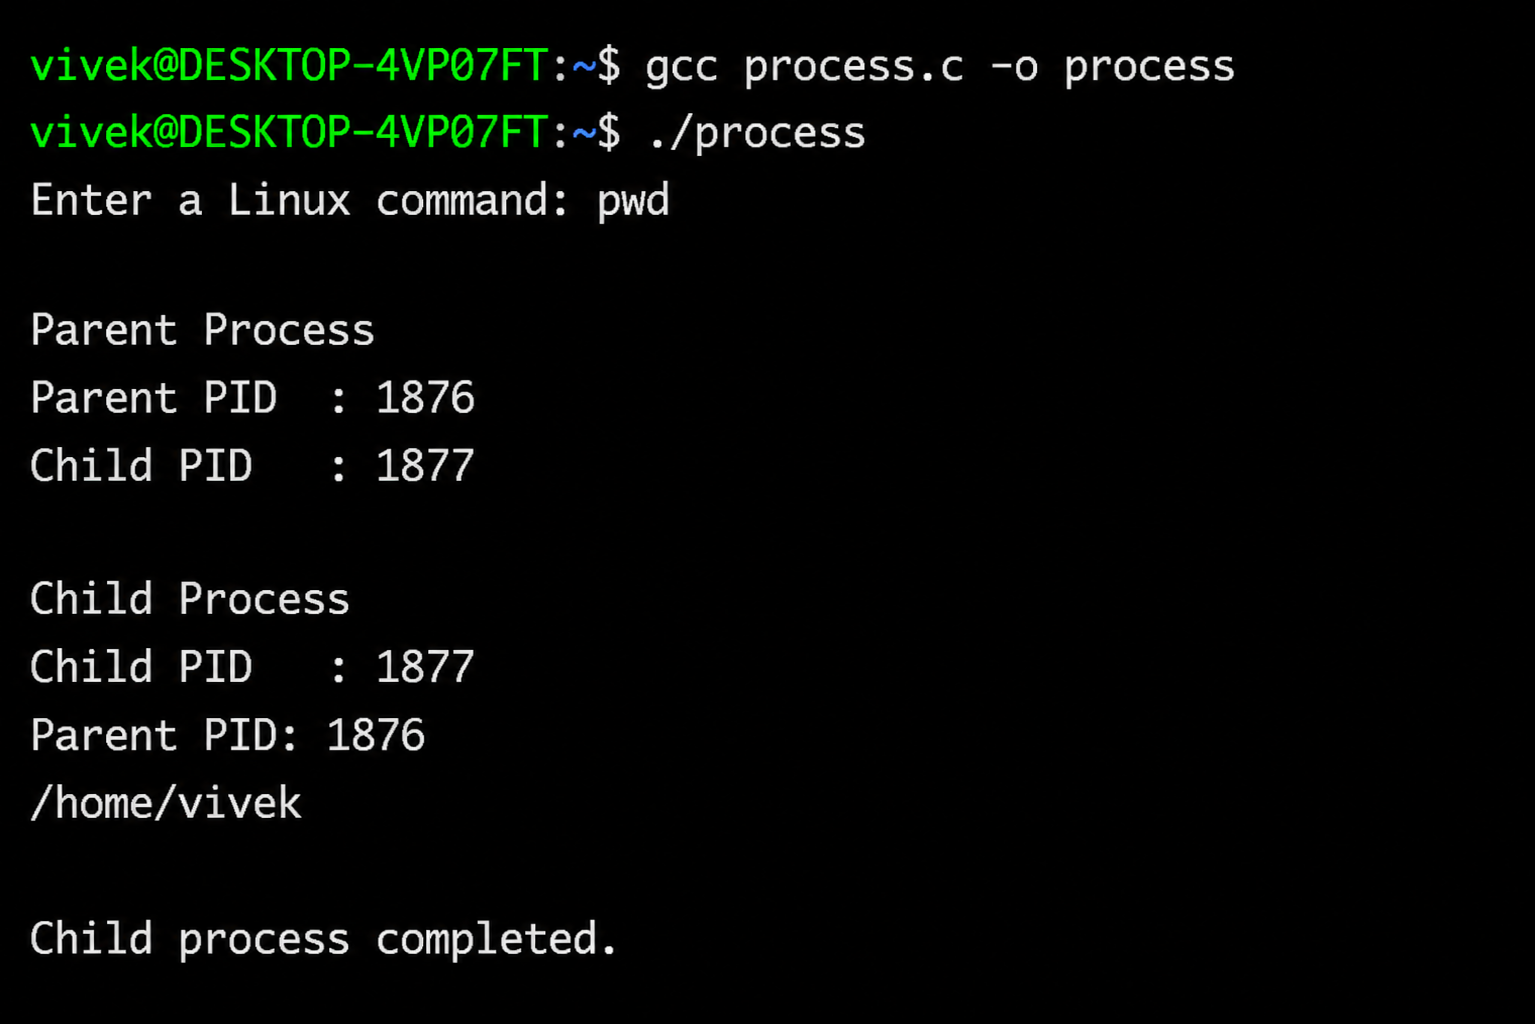 vivek@DESKTOP-4VP07FT:~$ gcc process.c -o process
vivek@DESKTOP-4VP07FT:~$ ./process
Enter a Linux command: pwd

Parent Process
Parent PID  : 1876
Child PID   : 1877

Child Process
Child PID   : 1877
Parent PID: 1876
/home/vivek

Child process completed.